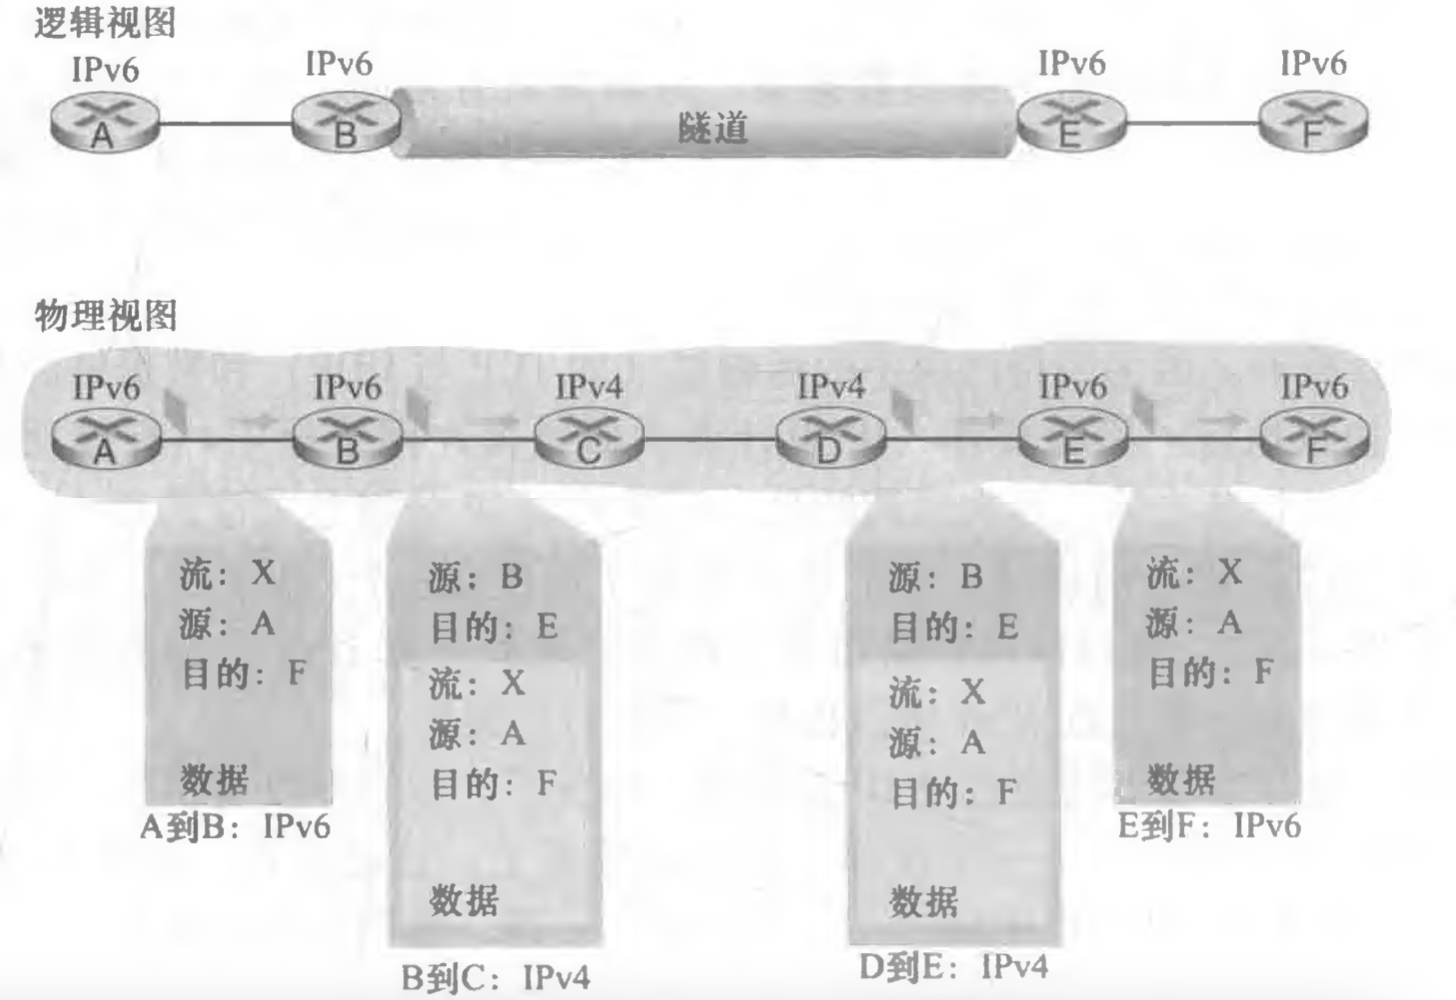 逻辑视图
IPv6 IPv6 IPv6 IPv6
A B 隧道 E F
物理视图
IPv6 IPv6 IPv4 IPv4 IPv6 IPv6
A B C D E F
流：X
源：A
目的：F
数据
A到B：IPv6
源：B
目的：E
流：X
源：A
目的：F
数据
B到C：IPv4
源：B
目的：E
流：X
源：A
目的：F
数据
D到E：IPv4
流：X
源：A
目的：F
数据
E到F：IPv6